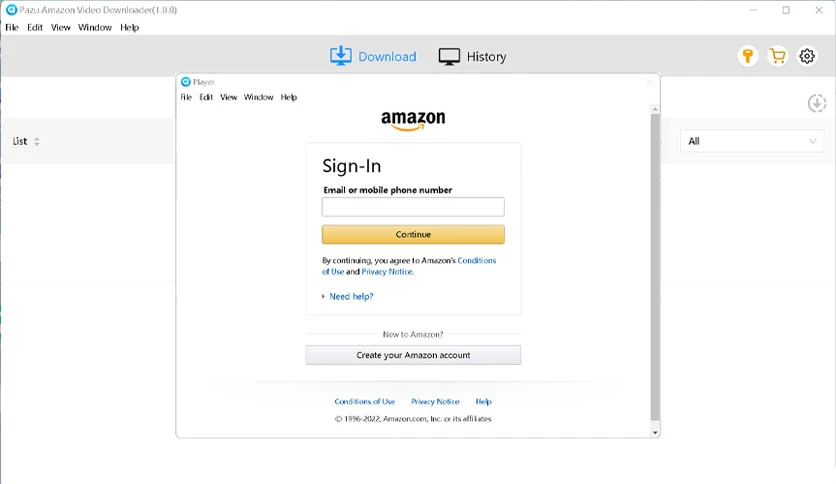 Pazu Amazon Video Downloader(1.0.0)
File Edit View Window Help
Download History
Player
File Edit View Window Help
amazon
List
All
Sign-In
Email or mobile phone number
Continue
By continuing, you agree to Amazon's Conditions
of Use and Privacy Notice.
Need help?
New to Amazon?
Create your Amazon account
Conditions of Use Privacy Notice Help
© 1996-2022, Amazon.com, Inc. or its affiliates